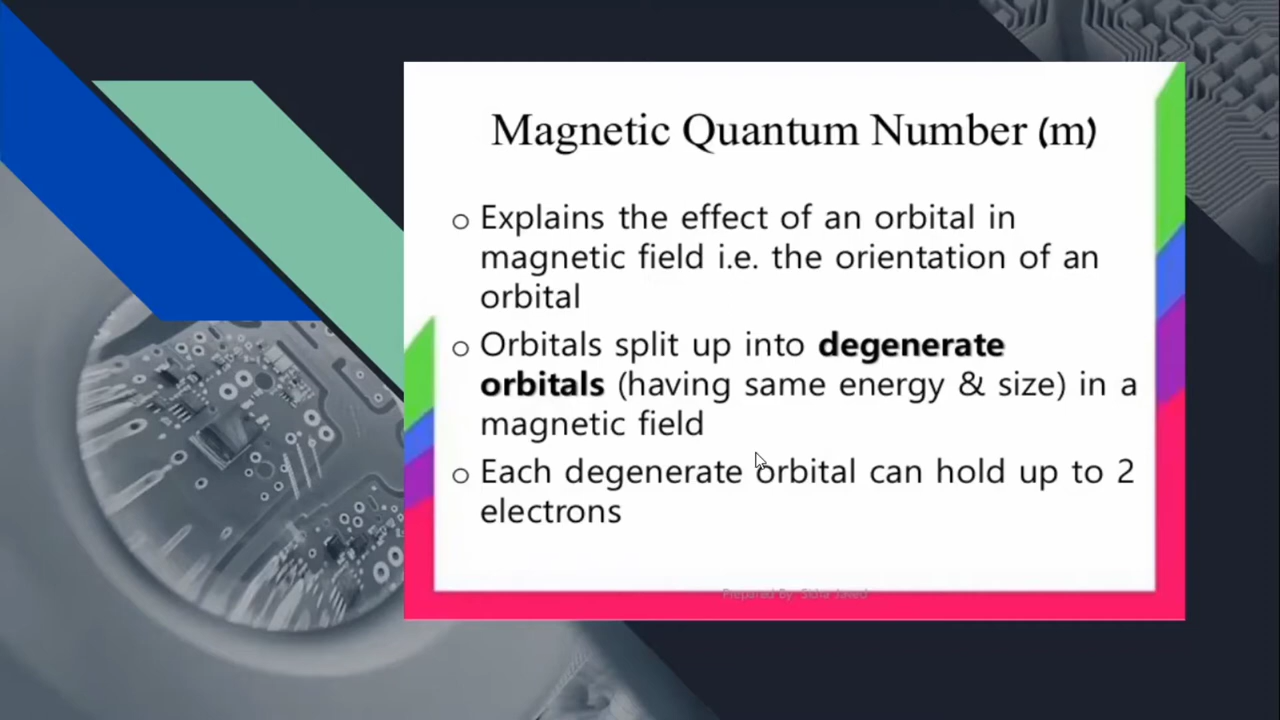 Magnetic Quantum Number (m)
o Explains the effect of an orbital in
magnetic field i.e. the orientation of an
orbital
o Orbitals split up into degenerate
orbitals (having same energy & size) in a
magnetic field
o Each degenerate orbital can hold up to 2
electrons
Prepared By: